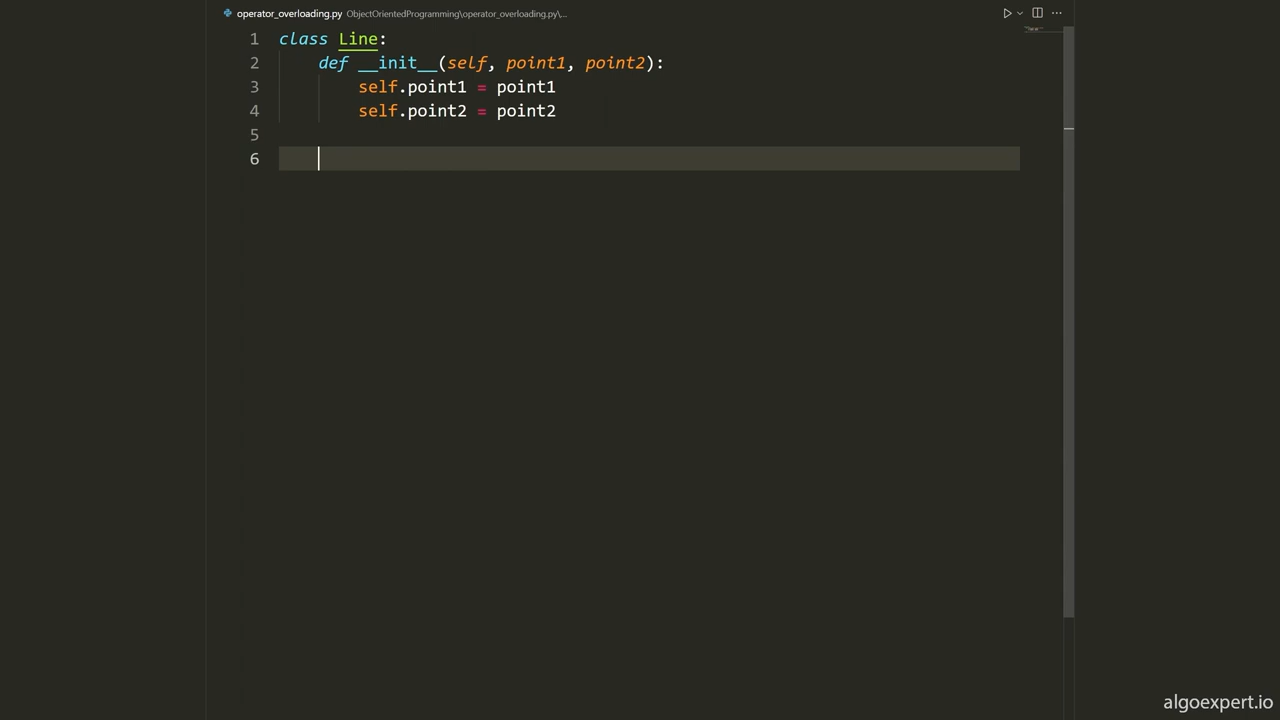 operator_overloading.py ObjectOrientedProgramming\operator_overloading.py\...
1 class Line:
2     def __init__(self, point1, point2):
3         self.point1 = point1
4         self.point2 = point2
5
6
algoexpert.io